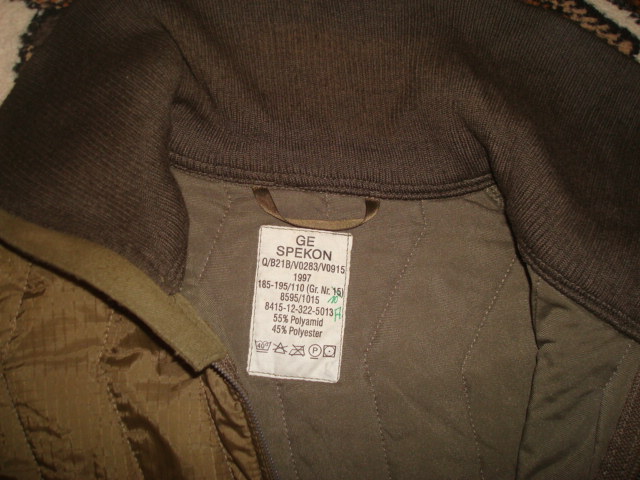 GE
SPEKON
Q/B21B/V0283/V0915
1997
185-195/110 (Gr. Nr. 15)
8595/1015
8415-12-322-5013
55% Polyamid
45% Polyester
40° P